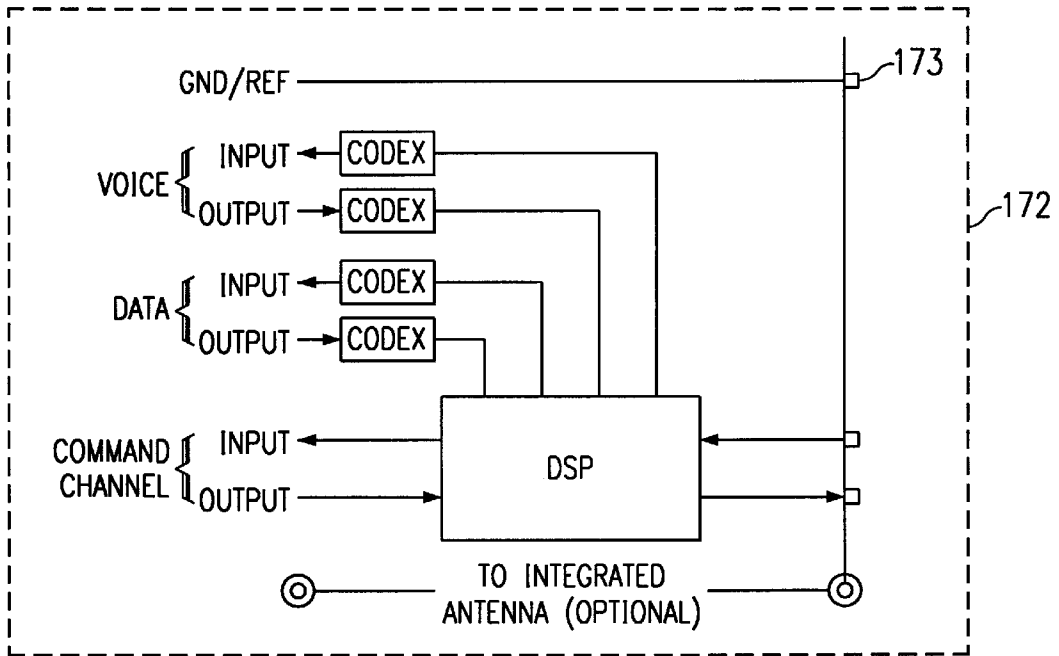 GND/REF
173
VOICE
INPUT
CODEX
OUTPUT
CODEX
172
DATA
INPUT
CODEX
OUTPUT
CODEX
COMMAND
CHANNEL
INPUT
OUTPUT
DSP
TO INTEGRATED
ANTENNA (OPTIONAL)